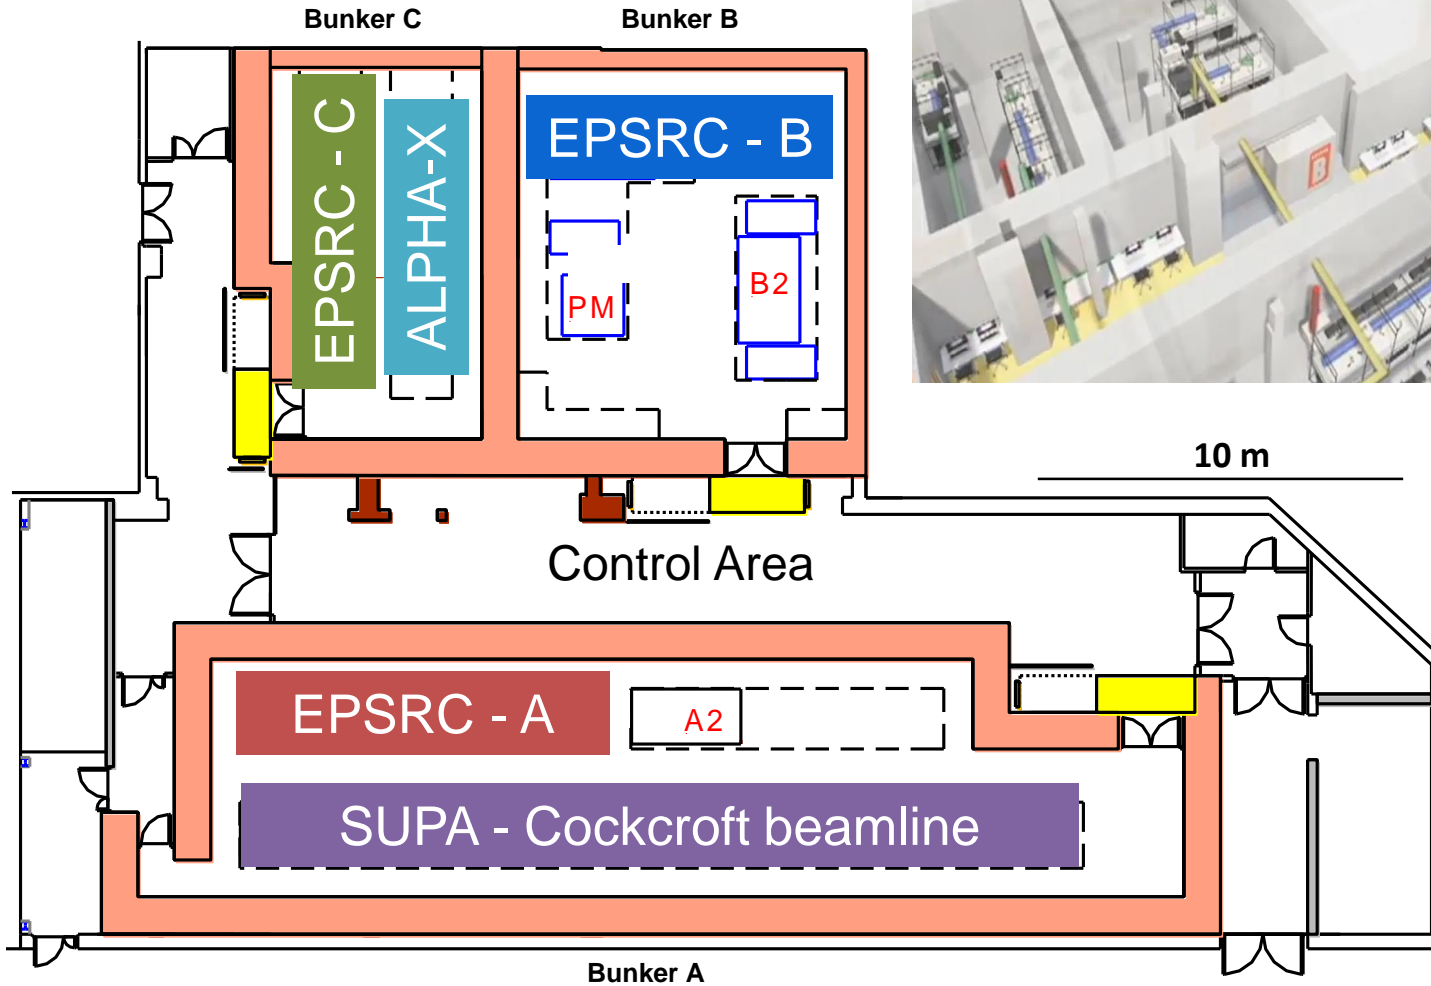 Bunker C
Bunker B
EPSRC - C
ALPHA-X
EPSRC - B
B
PM
B2
10 m
Control Area
EPSRC - A
A2
SUPA - Cockcroft beamline
Bunker A